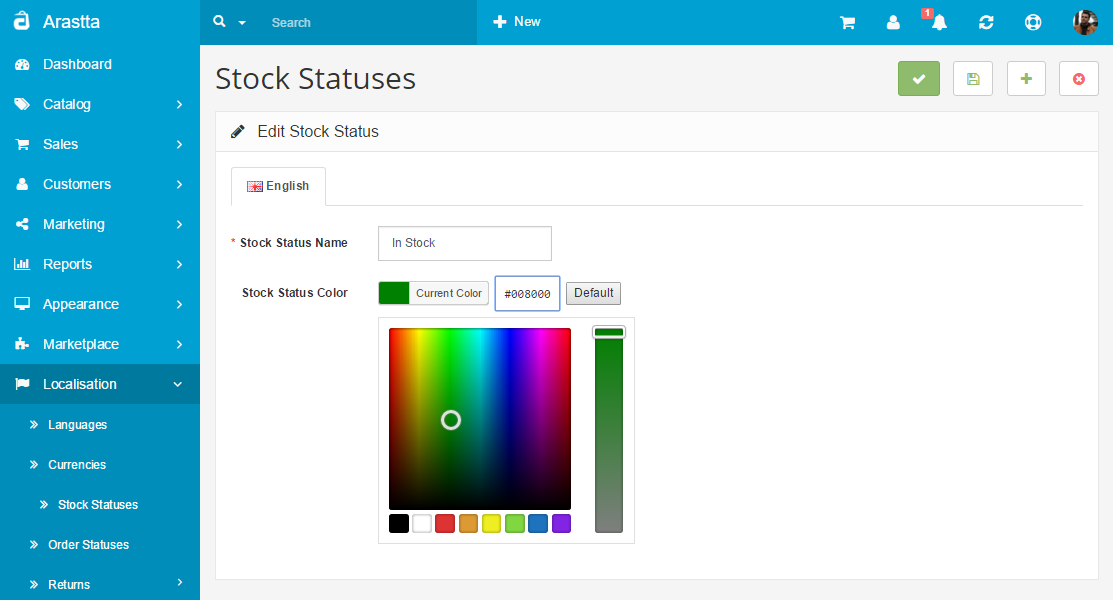 Arastta
Search
New
1
Dashboard
Catalog
Sales
Customers
Marketing
Reports
Appearance
Marketplace
Localisation
Languages
Currencies
Stock Statuses
Order Statuses
Returns
Stock Statuses
Edit Stock Status
English
* Stock Status Name
In Stock
Stock Status Color
Current Color
#008000
Default